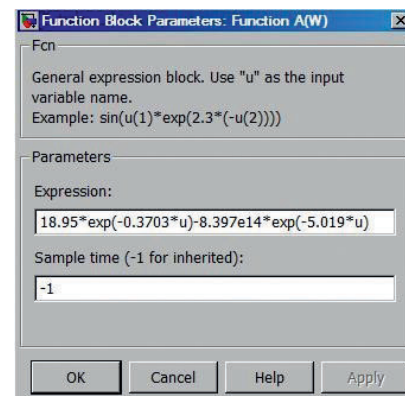 Function Block Parameters: Function A(W)
Fcn
General expression block. Use "u" as the input
variable name.
Example: sin(u(1)*exp(2.3*(-u(2))))
Parameters
Expression:
18.95*exp(-0.3703*u)-8.397e14*exp(-5.019*u)
Sample time (-1 for inherited):
-1
OK Cancel Help Apply